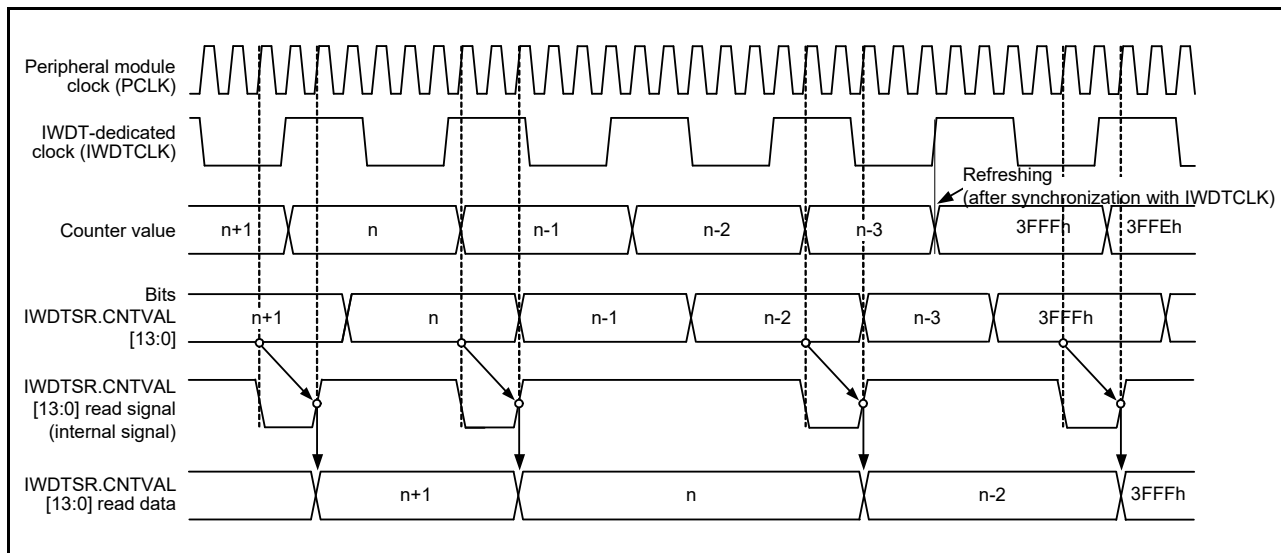 Peripheral module
clock (PCLK)
IWDT-dedicated
clock (IWDTCLK)
Refreshing
(after synchronization with IWDTCLK)
Counter value
n+1
n
n-1
n-2
n-3
3FFFh
3FFEh
Bits
IWDTSR.CNTVAL
[13:0]
n+1
n
n-1
n-2
n-3
3FFFh
IWDTSR.CNTVAL
[13:0] read signal
(internal signal)
IWDTSR.CNTVAL
[13:0] read data
n+1
n
n-2
3FFFh